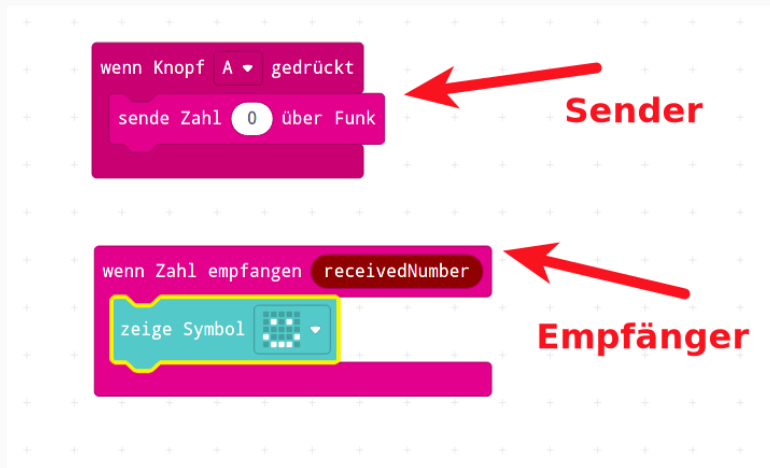 wenn Knopf A gedrückt
sende Zahl 0 über Funk
Sender
wenn Zahl empfangen receivedNumber
zeige Symbol
Empfänger